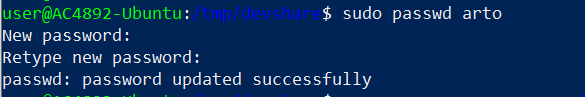 user@AC4892-Ubuntu:/tmp/devshare$ sudo passwd arto
New password:
Retype new password:
passwd: password updated successfully